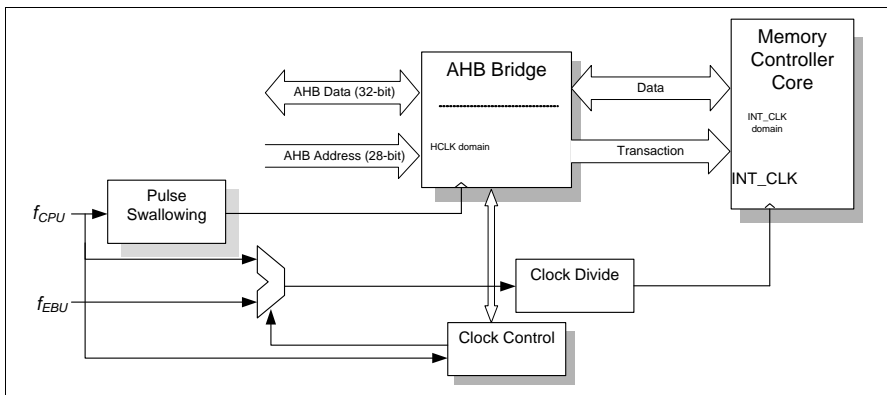 AHB Bridge
HCLK domain
Memory
Controller
Core
INT_CLK
domain
INT_CLK
AHB Data (32-bit)
AHB Address (28-bit)
Data
Transaction
Pulse
Swallowing
fCPU
fEBU
Clock Divide
Clock Control